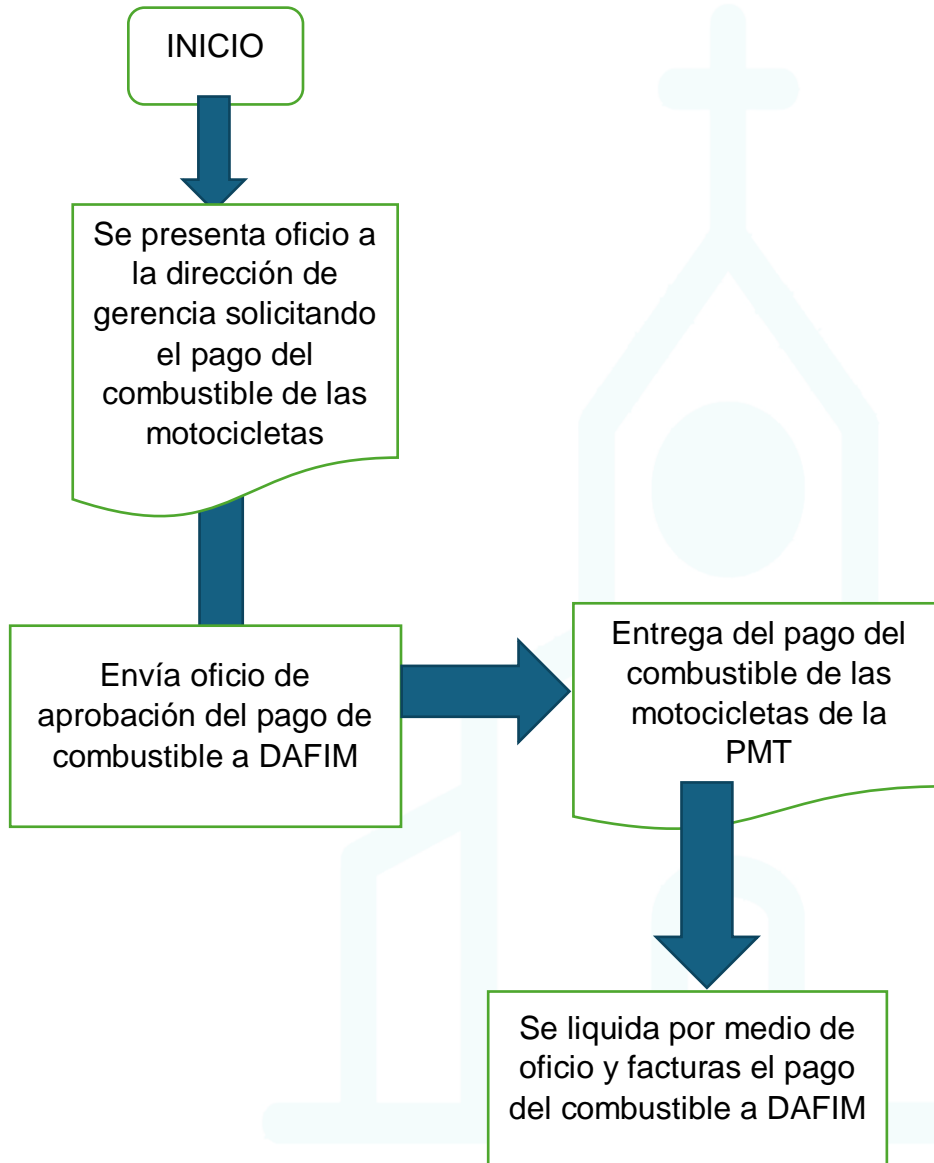 INICIO
Se presenta oficio a
la dirección de
gerencia solicitando
el pago del
combustible de las
motocicletas
Envía oficio de
aprobación del pago de
combustible a DAFIM
Entrega del pago del
combustible de las
motocicletas de la
PMT
Se liquida por medio de
oficio y facturas el pago
del combustible a DAFIM